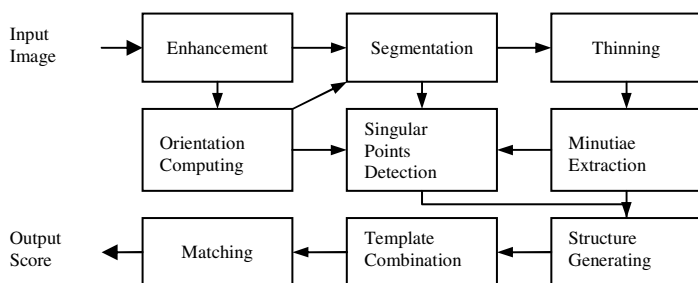 Input
Image
Enhancement
Segmentation
Thinning
Orientation
Computing
Singular
Points
Detection
Minutiae
Extraction
Output
Score
Matching
Template
Combination
Structure
Generating